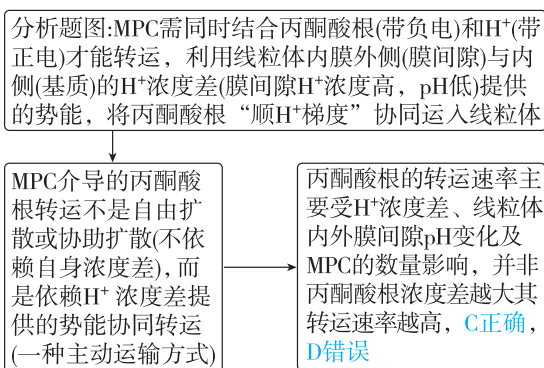 分析题图:MPC需同时结合丙酮酸根(带负电)和H⁺(带
正电)才能转运，利用线粒体内膜外侧(膜间隙)与内
侧(基质)的H⁺浓度差(膜间隙H⁺浓度高，pH低)提供
的势能，将丙酮酸根“顺H⁺梯度”协同运入线粒体
MPC介导的丙酮酸
根转运不是自由扩
散或协助扩散(不依
赖自身浓度差),而
是依赖H⁺ 浓度差提
供的势能协同转运
(一种主动运输方式)
丙酮酸根的转运速率主
要受H⁺浓度差、线粒体
内外膜间隙pH变化及
MPC的数量影响，并非
丙酮酸根浓度差越大其
转运速率越高，C正确，
D错误